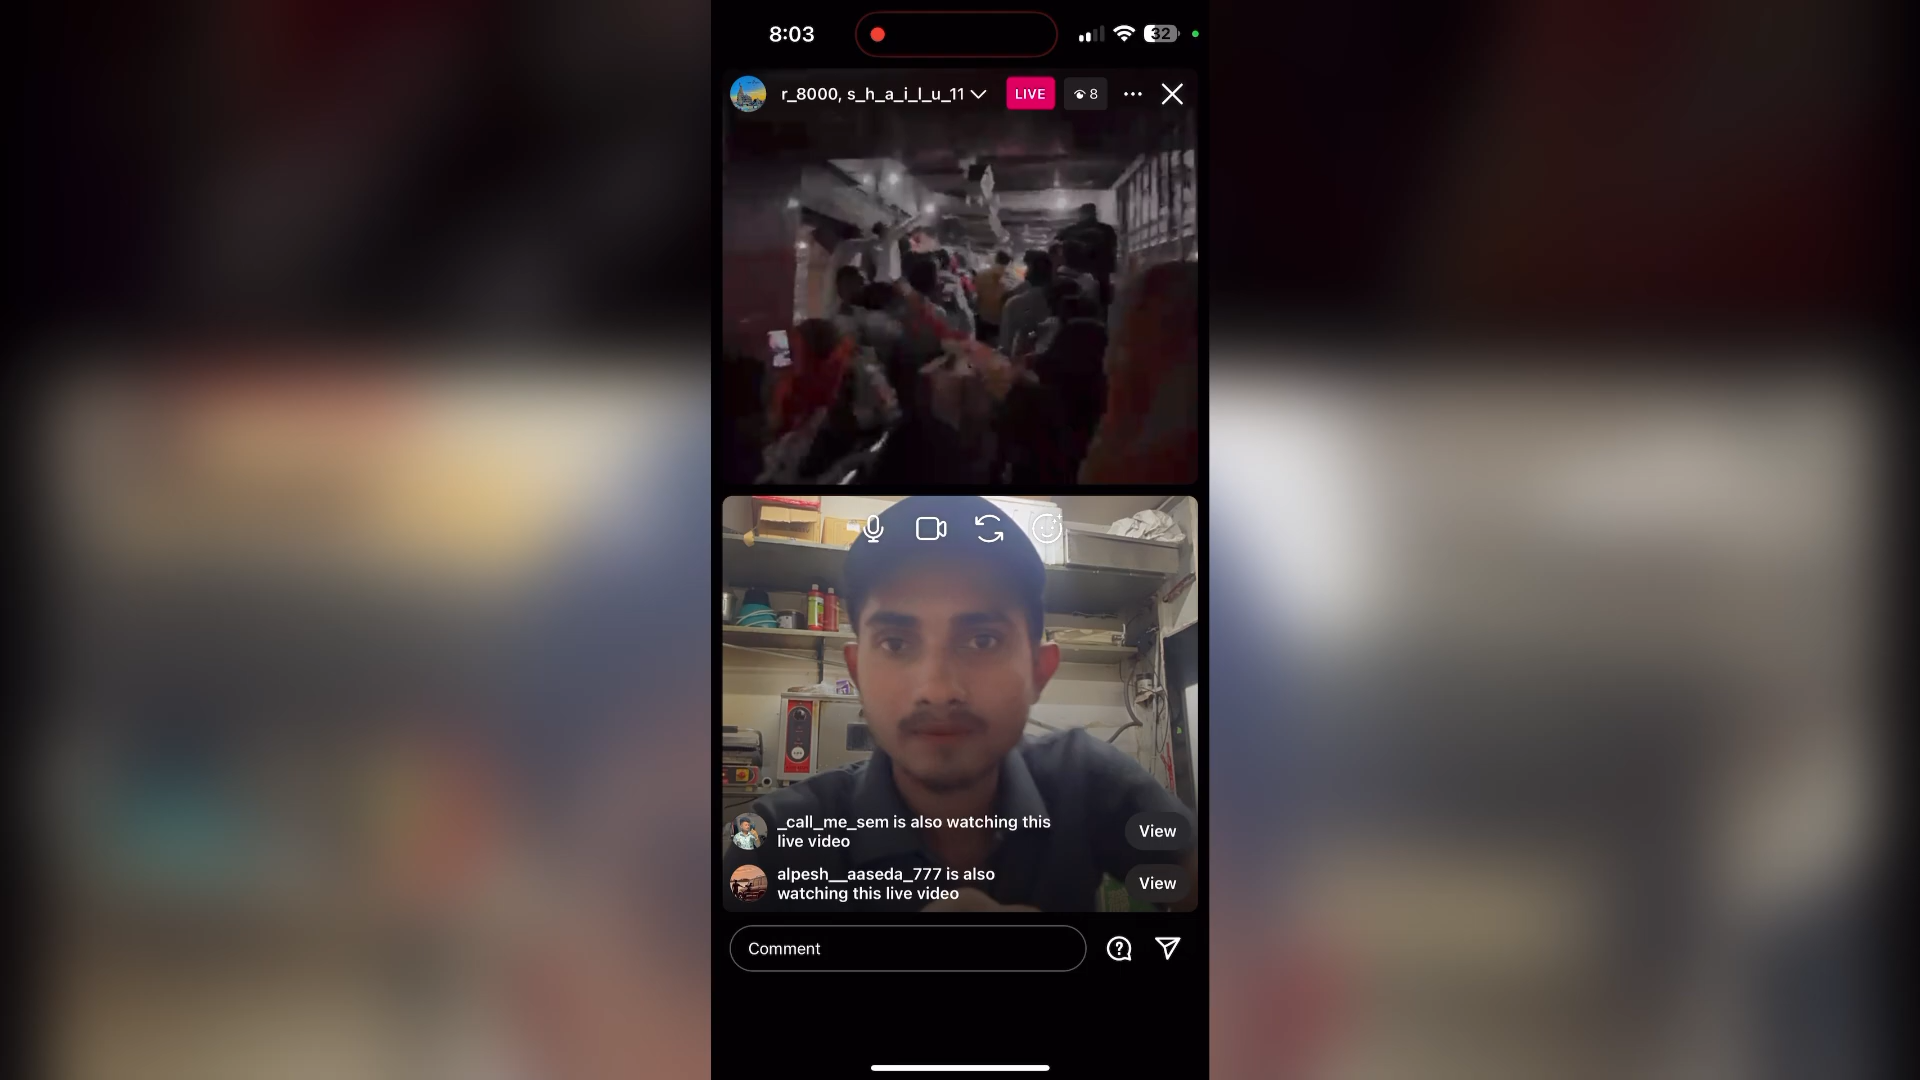 8:03
32
r_8000, s_h_a_i_l_u_11
LIVE
8
_call_me_sem is also watching this
live video
View
alpesh__aaseda_777 is also
watching this live video
View
Comment